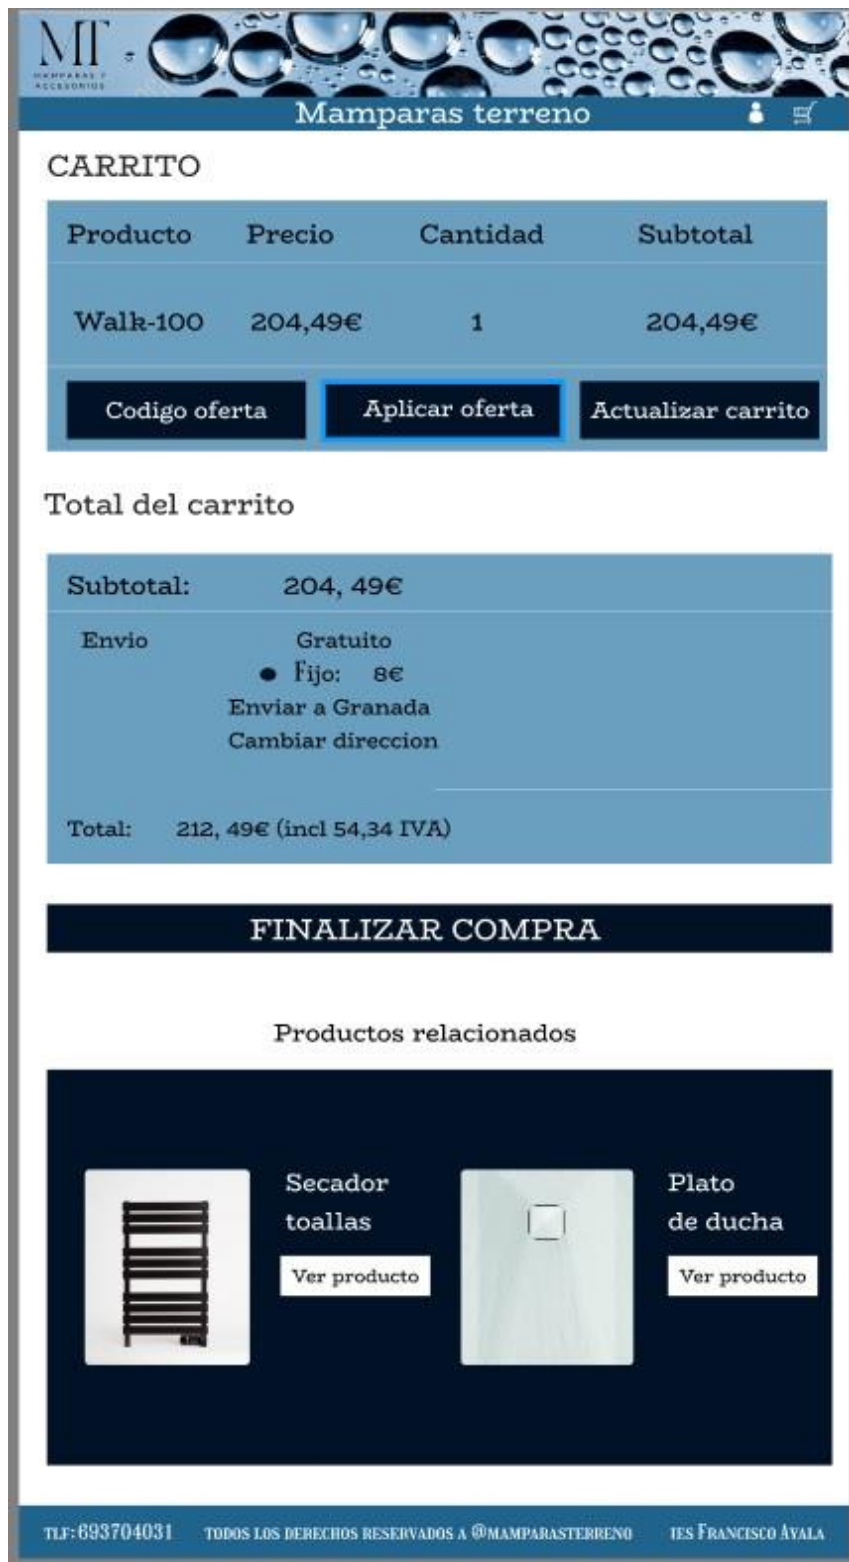 MT
MAMPARAS Y
ACCESORIOS
Mamparas terreno
CARRITO
Producto Precio Cantidad Subtotal
Walk-100 204,49€ 1 204,49€
Codigo oferta Aplicar oferta Actualizar carrito
Total del carrito
Subtotal: 204, 49€
Envio Gratuito
Fijo: 8€
Enviar a Granada
Cambiar direccion
Total: 212, 49€ (incl 54,34 IVA)
FINALIZAR COMPRA
Productos relacionados
Secador
toallas
Ver producto
Plato
de ducha
Ver producto
TLF: 693704031 TODOS LOS DERECHOS RESERVADOS A @MAMPARASTERRENO IES FRANCISCO AYALA